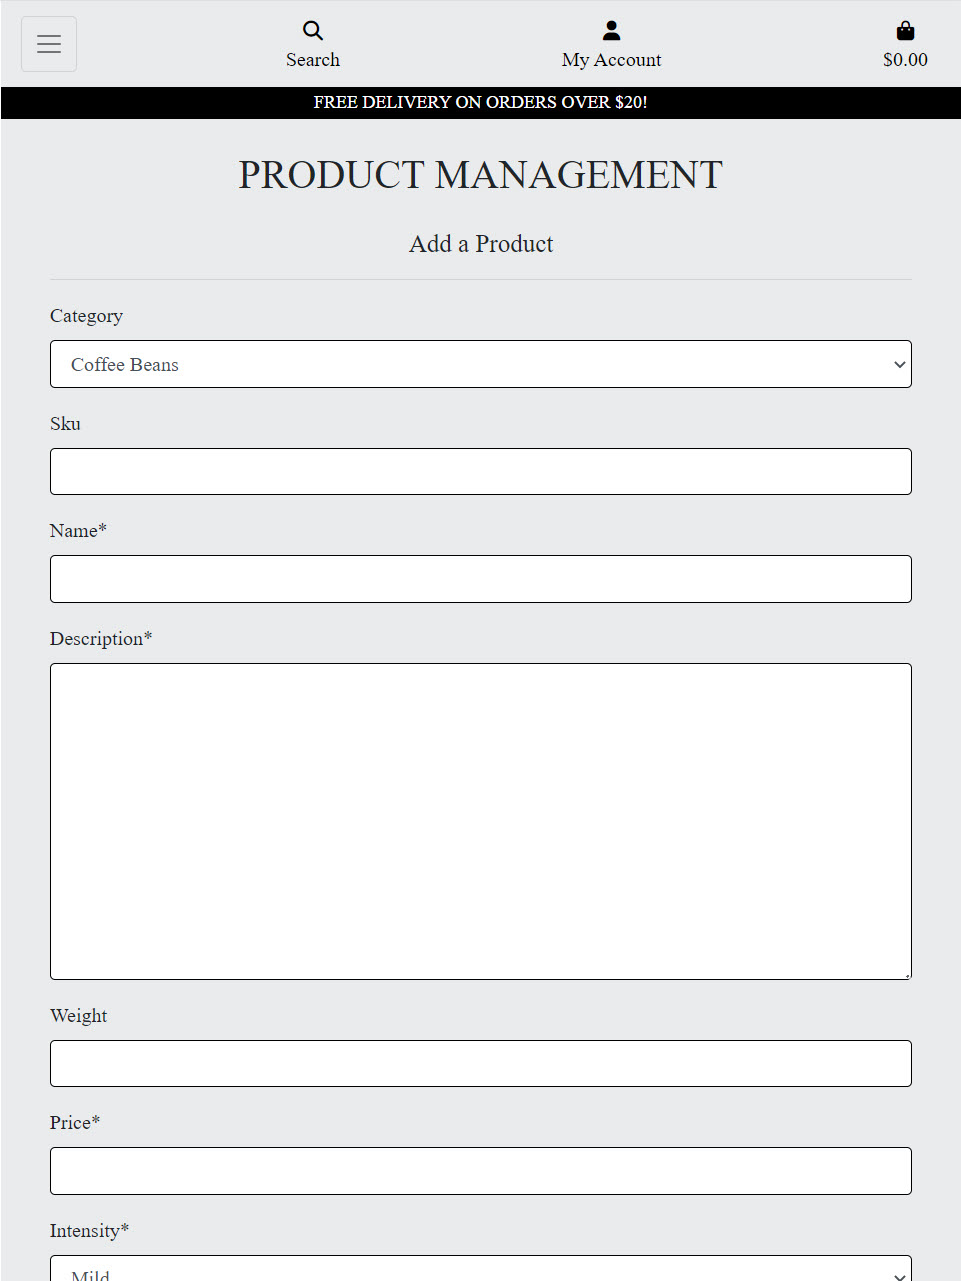 Search
My Account
$0.00
FREE DELIVERY ON ORDERS OVER $20!
PRODUCT MANAGEMENT
Add a Product
Category
Coffee Beans
Sku
Name*
Description*
Weight
Price*
Intensity*
Mild